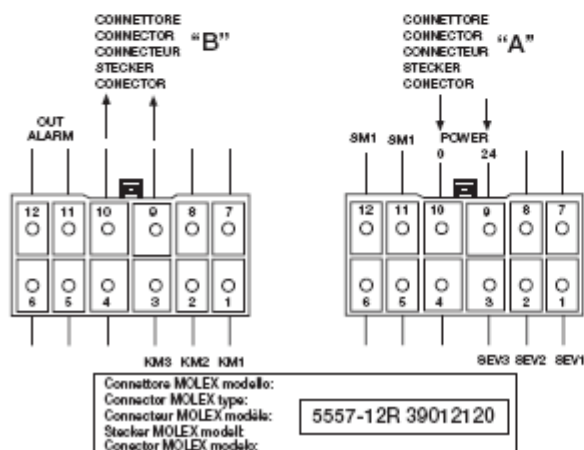 CONNETTORE
CONNECTOR
CONNECTEUR
STECKER
CONECTOR
"B"
CONNETTORE
CONNECTOR
CONNECTEUR
STECKER
CONECTOR
"A"
OUT
ALARM
SM1 SM1 POWER
0 24
12 11 10 9 8 7
6 5 4 3 2 1
KM3 KM2 KM1
12 11 10 9 8 7
6 5 4 3 2 1
SEV3 SEV2 SEV1
Connettore MOLEX modello:
Connector MOLEX type:
Connecteur MOLEX modèle:
Stecker MOLEX modell:
Conector MOLEX modelo:
5557-12R 39012120